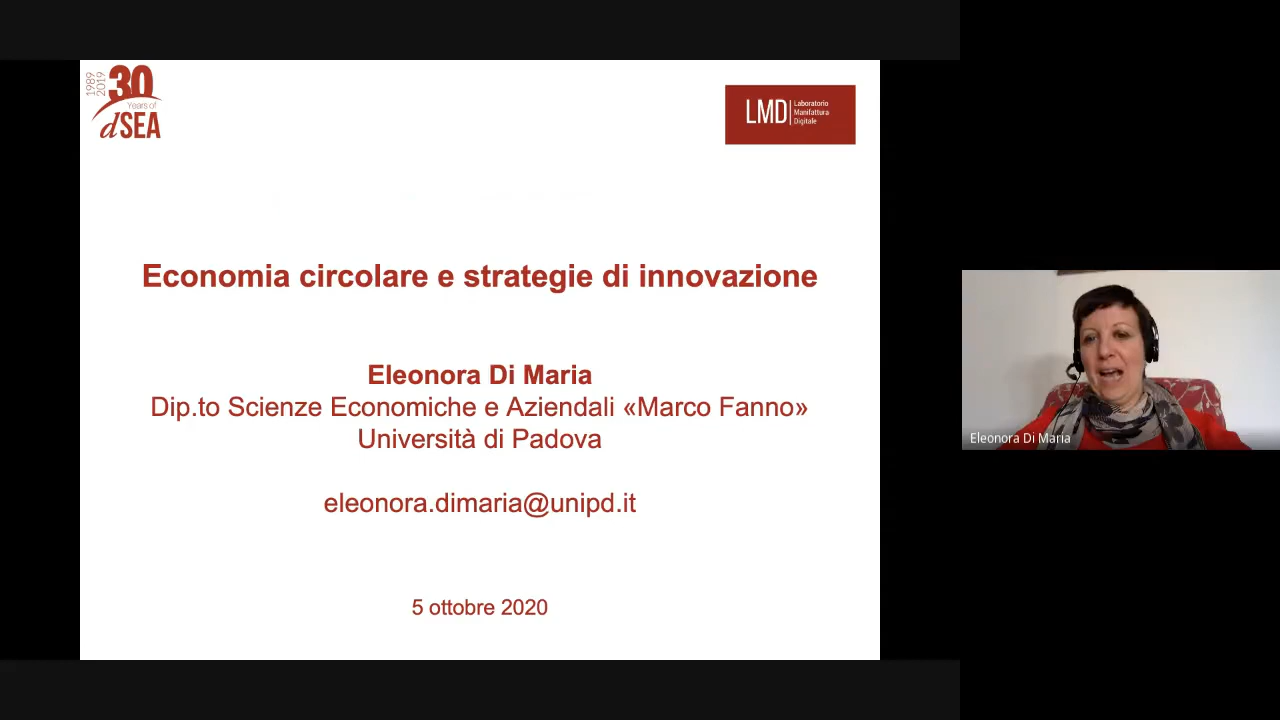 1989
2019
30
Years of
dSEA
LMD
Laboratorio
Manifattura
Digitale
Economia circolare e strategie di innovazione
Eleonora Di Maria
Dip.to Scienze Economiche e Aziendali «Marco Fanno»
Università di Padova
eleonora.dimaria@unipd.it
5 ottobre 2020
Eleonora Di Maria